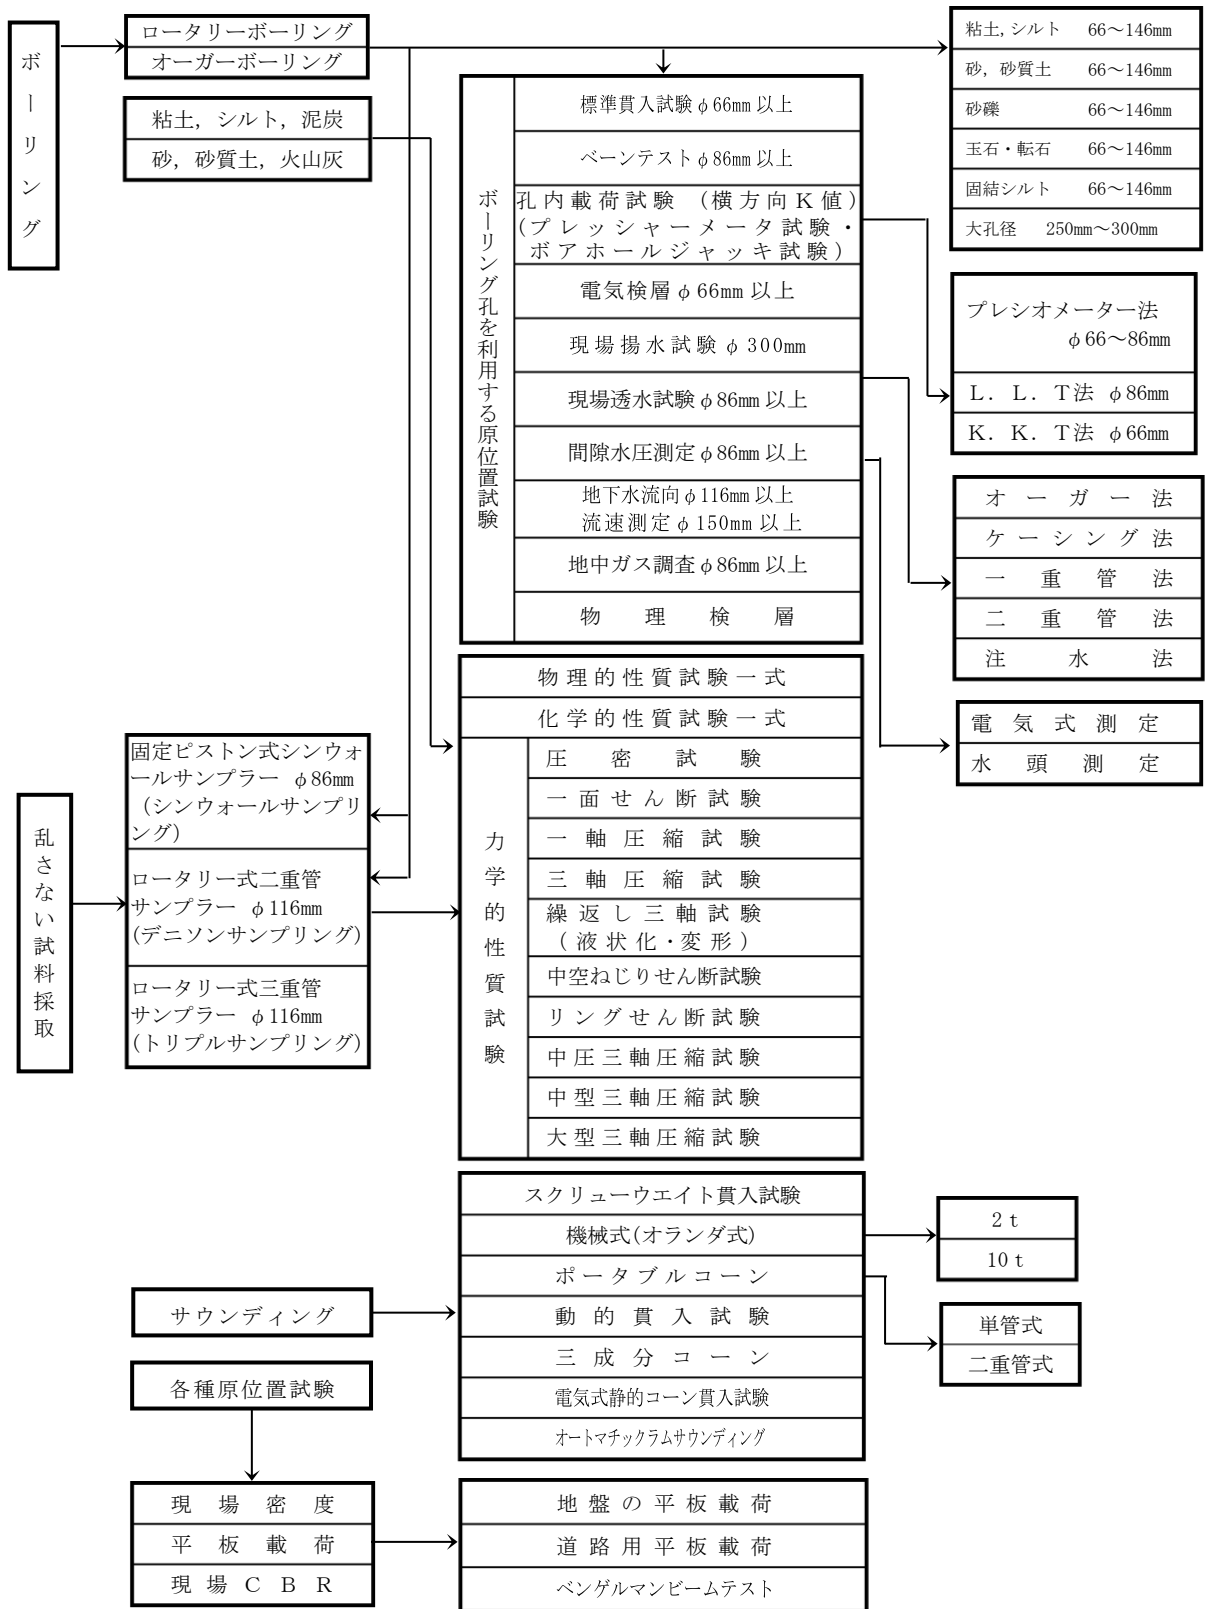 ボーリング
ロータリーボーリング
オーガーボーリング
粘土，シルト，泥炭
砂，砂質土，火山灰
ボーリング孔を利用する原位置試験
標準貫入試験φ66mm以上
ベーンテストφ86mm以上
孔内載荷試験（横方向Ｋ値）
(プレッシャーメータ試験・
ボアホールジャッキ試験)
電気検層φ66mm以上
現場揚水試験φ300mm
現場透水試験φ86mm以上
間隙水圧測定φ86mm以上
地下水流向φ116mm以上
流速測定φ150mm以上
地中ガス調査φ86mm以上
物理検層
粘土,シルト　66～146mm
砂，砂質土　66～146mm
砂礫　66～146mm
玉石・転石　66～146mm
固結シルト　66～146mm
大孔径　250mm～300mm
プレシオメーター法
φ66～86mm
Ｌ．Ｌ．Ｔ法 φ86mm
Ｋ．Ｋ．Ｔ法 φ66mm
オーガー法
ケーシング法
一重管法
二重管法
注水法
電気式測定
水頭測定
乱さない試料採取
固定ピストン式シンウォ
ールサンプラー φ86mm
（シンウォールサンプリ
ング）
ロータリー式二重管
サンプラー φ116mm
(デニソンサンプリング)
ロータリー式三重管
サンプラー φ116mm
(トリプルサンプリング)
物理的性質試験一式
化学的性質試験一式
力学的性質試験
圧密試験
一面せん断試験
一軸圧縮試験
三軸圧縮試験
繰返し三軸試験
（液状化・変形）
中空ねじりせん断試験
リングせん断試験
中圧三軸圧縮試験
中型三軸圧縮試験
大型三軸圧縮試験
サウンディング
スクリューウエイト貫入試験
機械式(オランダ式)
ポータブルコーン
動的貫入試験
三成分コーン
電気式静的コーン貫入試験
オートマチックラムサウンディング
2 t
10 t
単管式
二重管式
各種原位置試験
現場密度
平板載荷
現場ＣＢＲ
地盤の平板載荷
道路用平板載荷
ベンゲルマンビームテスト